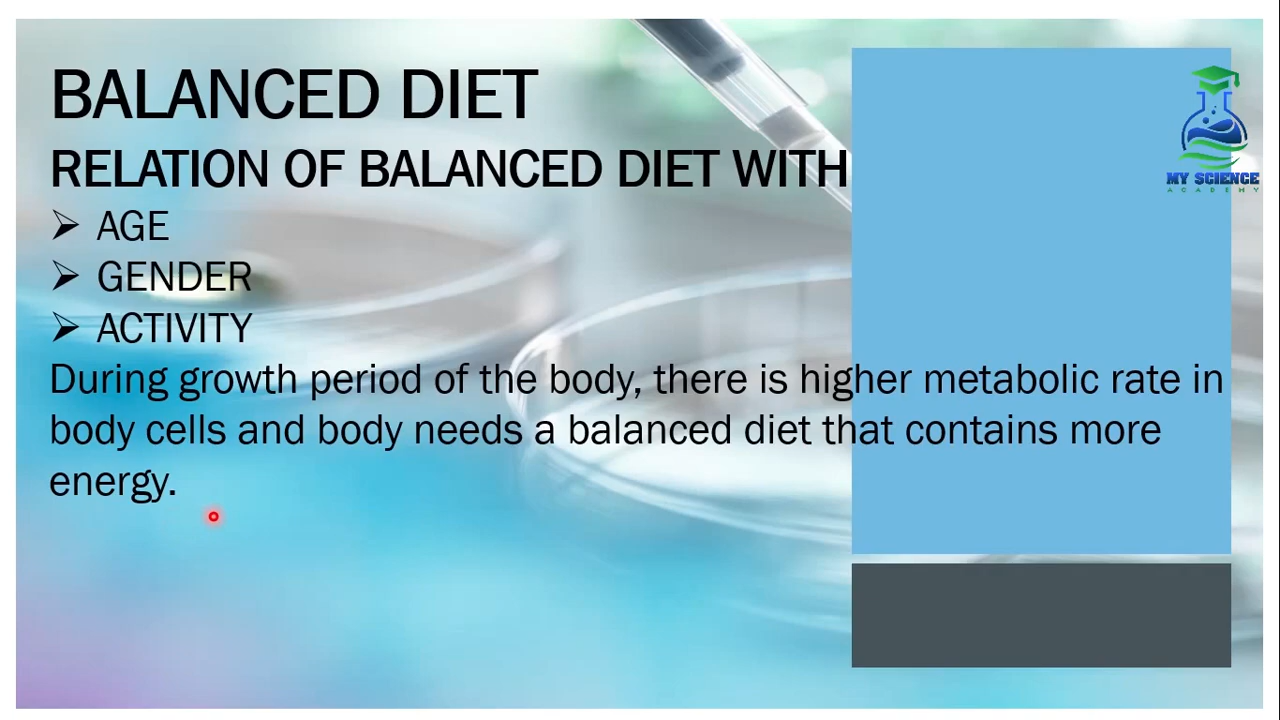 BALANCED DIET
RELATION OF BALANCED DIET WITH
➢ AGE
➢ GENDER
➢ ACTIVITY
During growth period of the body, there is higher metabolic rate in
body cells and body needs a balanced diet that contains more
energy.
MY SCIENCE
ACADEMY